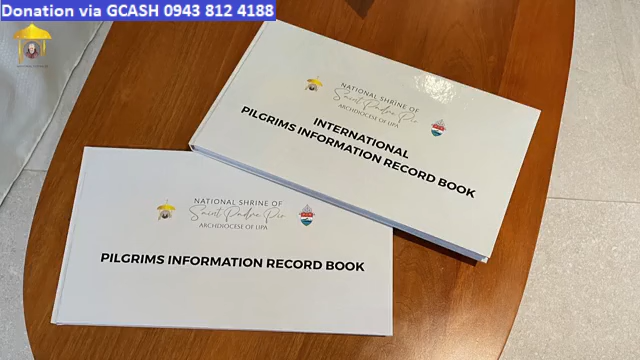 Donation via GCASH 0943 812 4188
NATIONAL SHRINE OF
Saint Padre Pio
ARCHDIOCESE OF LIPA
INTERNATIONAL
PILGRIMS INFORMATION RECORD BOOK
NATIONAL SHRINE OF
Saint Padre Pio
ARCHDIOCESE OF LIPA
PILGRIMS INFORMATION RECORD BOOK